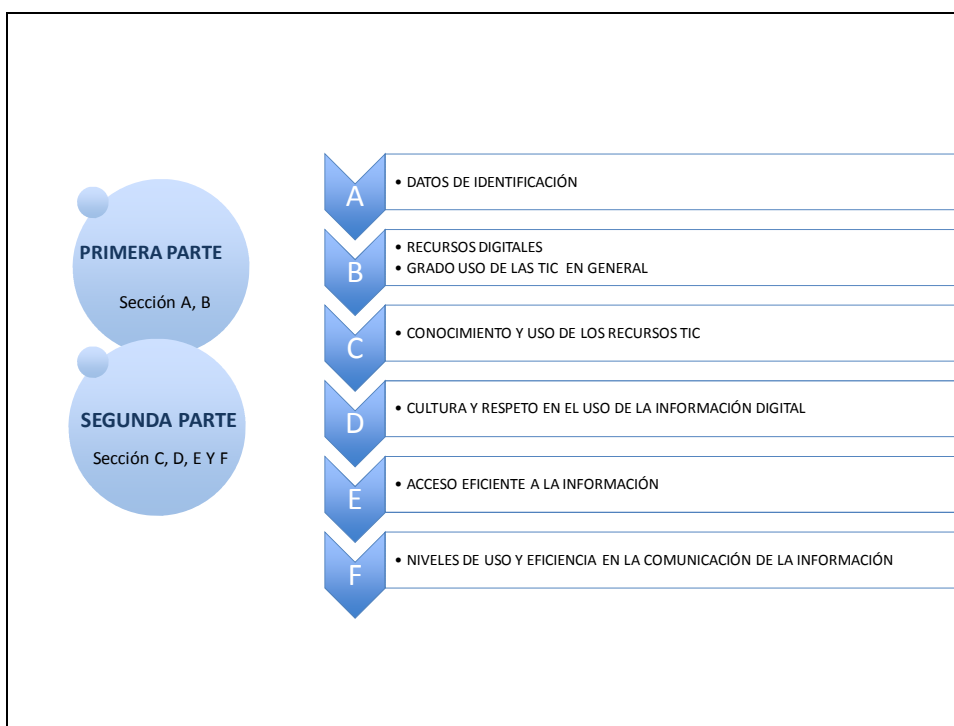 PRIMERA PARTE
Sección A, B
SEGUNDA PARTE
Sección C, D, E Y F
A
• DATOS DE IDENTIFICACIÓN
B
• RECURSOS DIGITALES
• GRADO USO DE LAS TIC EN GENERAL
C
• CONOCIMIENTO Y USO DE LOS RECURSOS TIC
D
• CULTURA Y RESPETO EN EL USO DE LA INFORMACIÓN DIGITAL
E
• ACCESO EFICIENTE A LA INFORMACIÓN
F
• NIVELES DE USO Y EFICIENCIA EN LA COMUNICACIÓN DE LA INFORMACIÓN